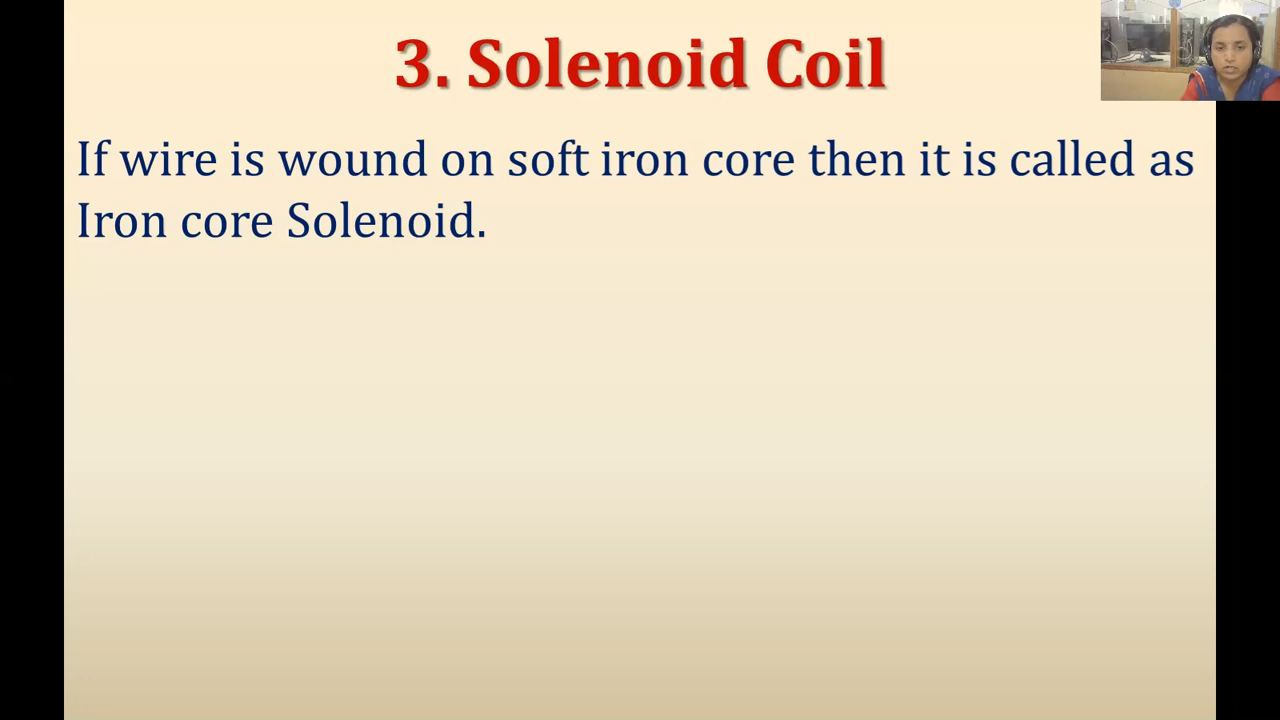 3. Solenoid Coil
If wire is wound on soft iron core then it is called as
Iron core Solenoid.